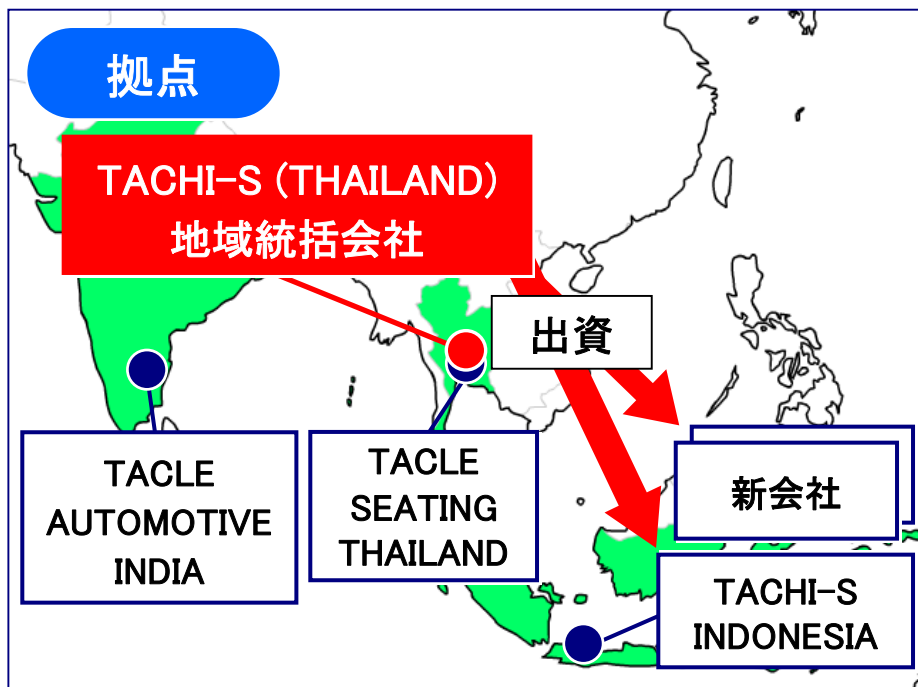 拠点
TACHI-S (THAILAND)
地域統括会社
出資
TACLE
AUTOMOTIVE
INDIA
TACLE
SEATING
THAILAND
新会社
TACHI-S
INDONESIA